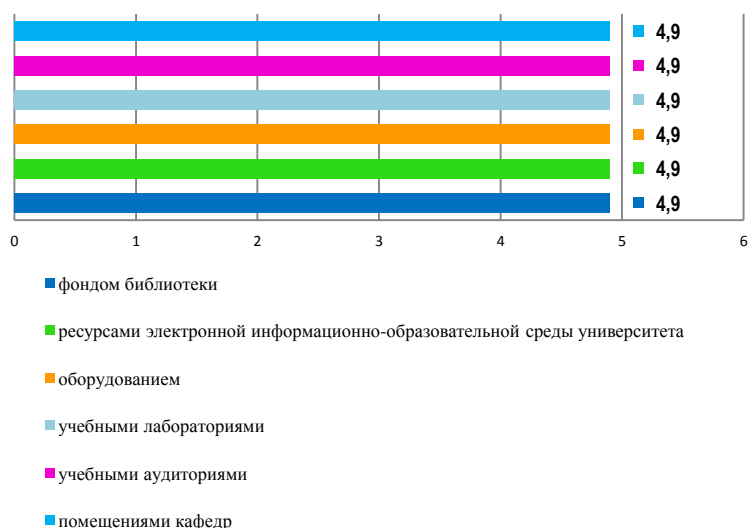 4,9
4,9
4,9
4,9
4,9
4,9
0 1 2 3 4 5 6
фондом библиотеки
ресурсами электронной информационно-образовательной среды университета
оборудованием
учебными лабораториями
учебными аудиториями
помещениями кафедр